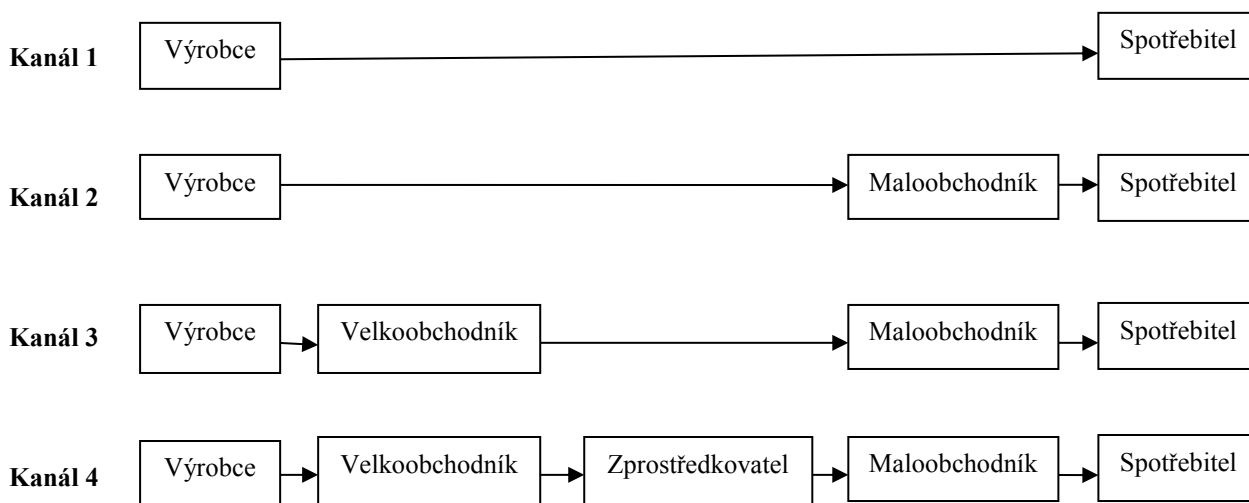 Kanál 1 Výrobce Spotřebitel
Kanál 2 Výrobce Maloobchodník Spotřebitel
Kanál 3 Výrobce Velkoobchodník Maloobchodník Spotřebitel
Kanál 4 Výrobce Velkoobchodník Zprostředkovatel Maloobchodník Spotřebitel